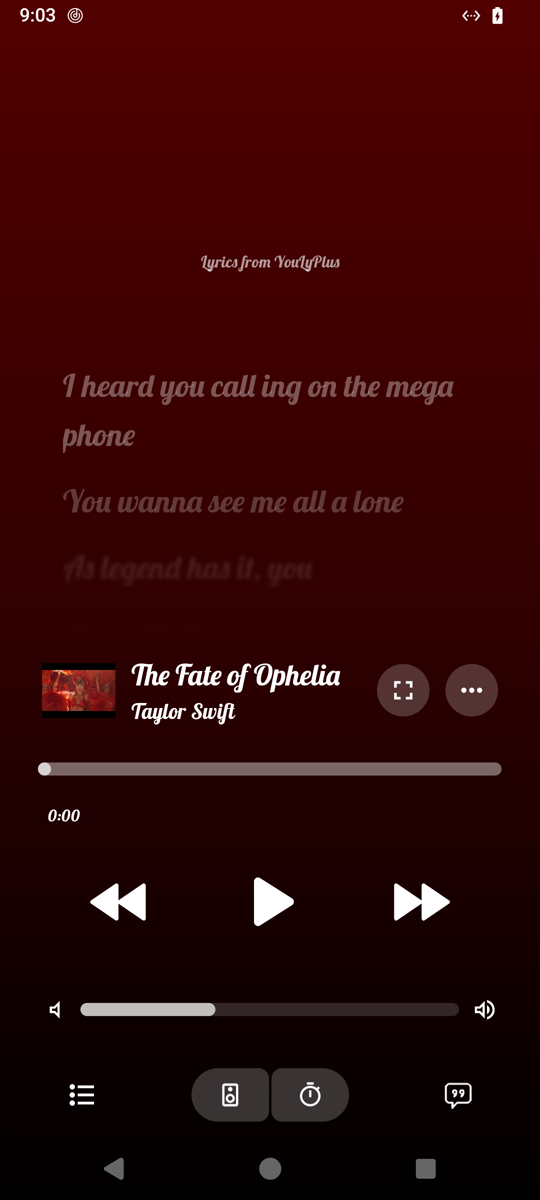 9:03
Lyrics from YouLyPlus
I heard you call ing on the mega
phone
You wanna see me all a lone
As legend has it, you
The Fate of Ophelia
Taylor Swift
0:00